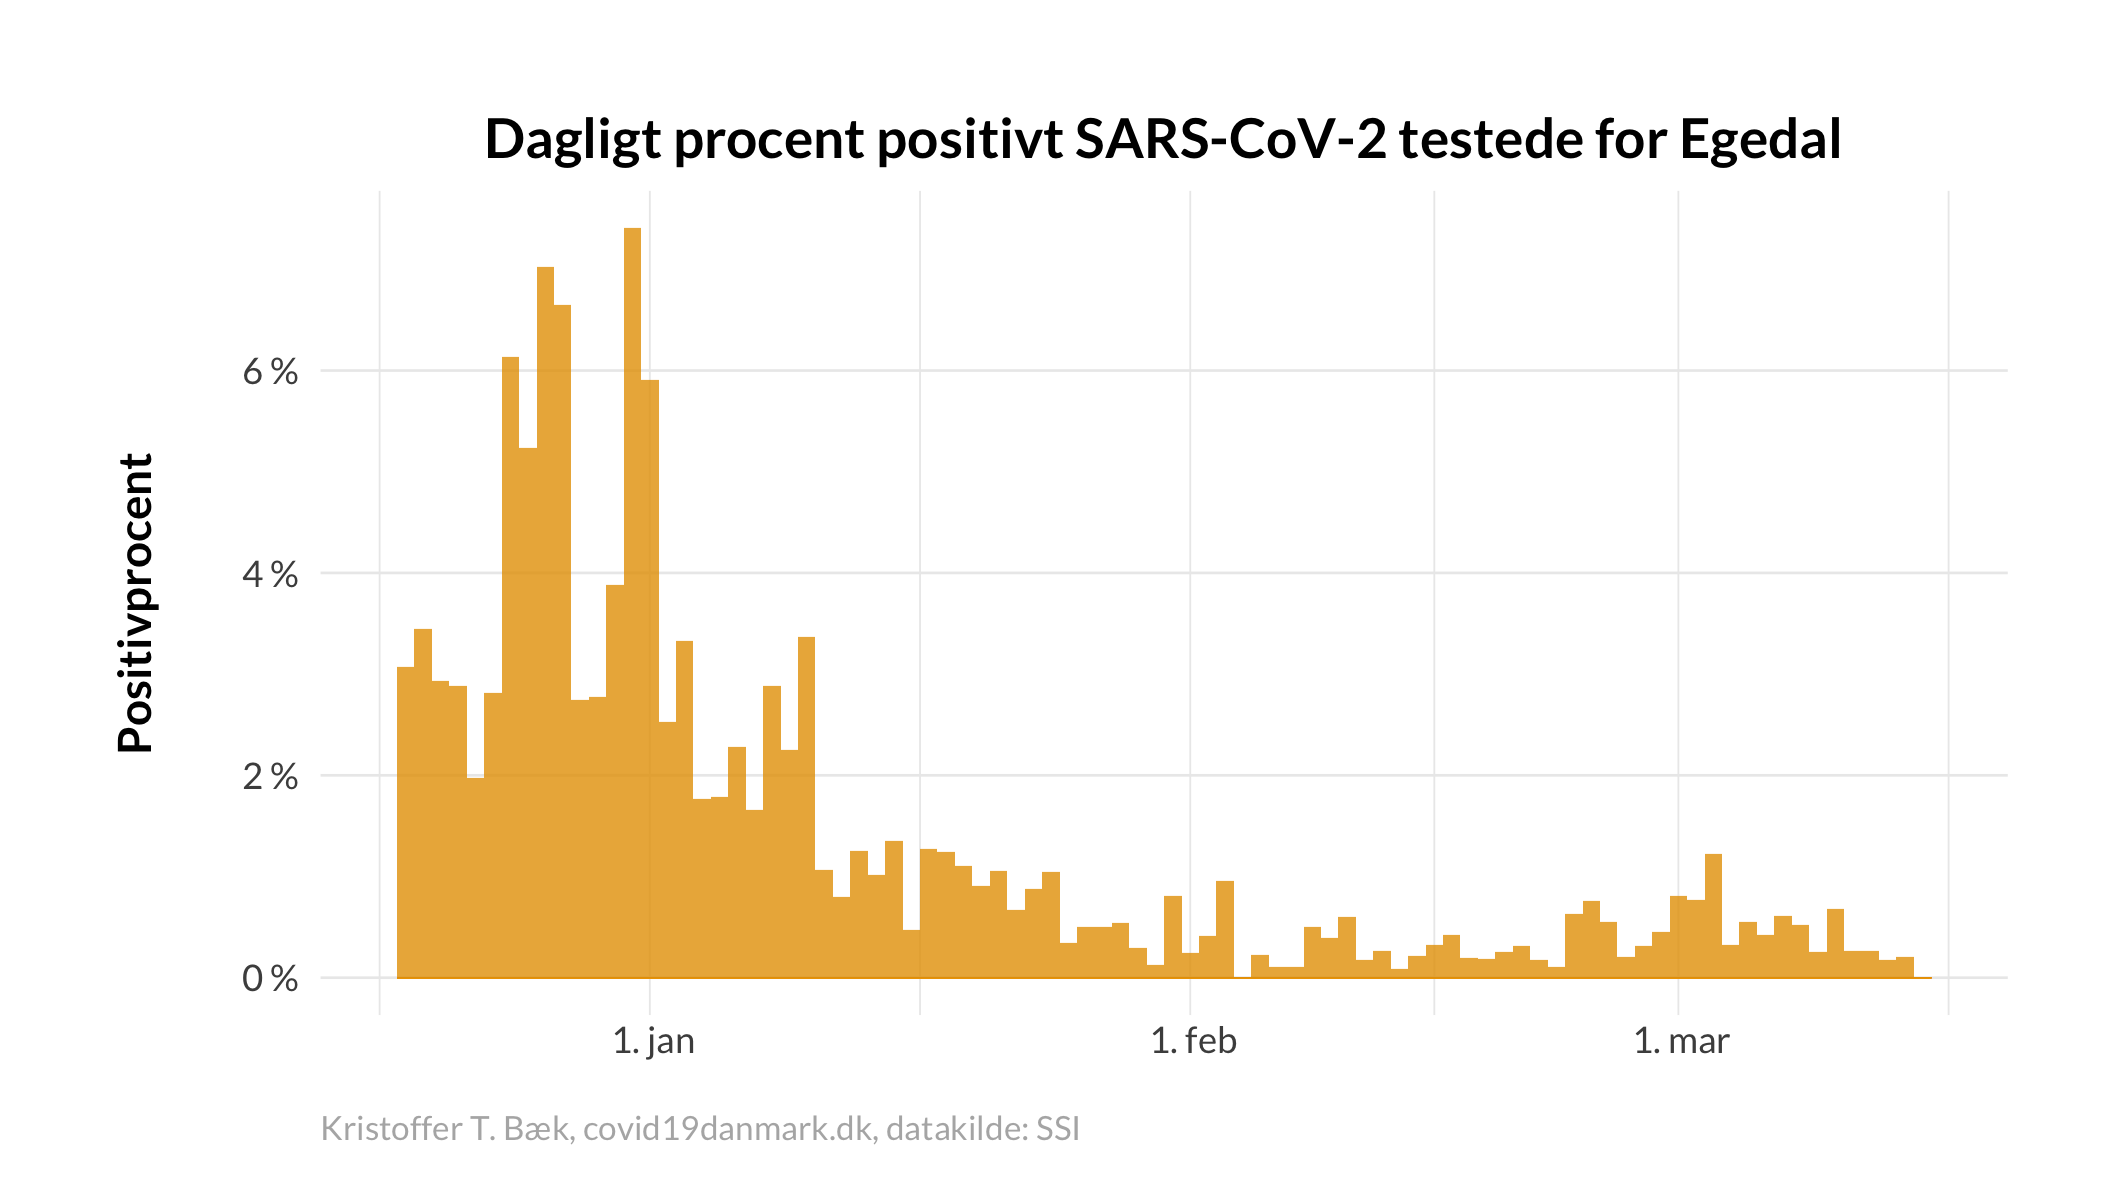 Dagligt procent positivt SARS-CoV-2 testede for Egedal
Positivprocent
6 %
4 %
2 %
0 %
1. jan
1. feb
1. mar
Kristoffer T. Bæk, covid19danmark.dk, datakilde: SSI